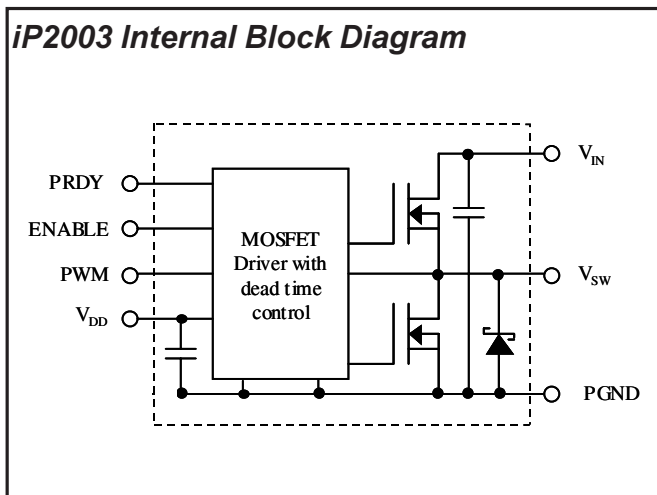 iP2003 Internal Block Diagram
PRDY
ENABLE
PWM
VDD
MOSFET
Driver with
dead time
control
VIN
VSW
PGND